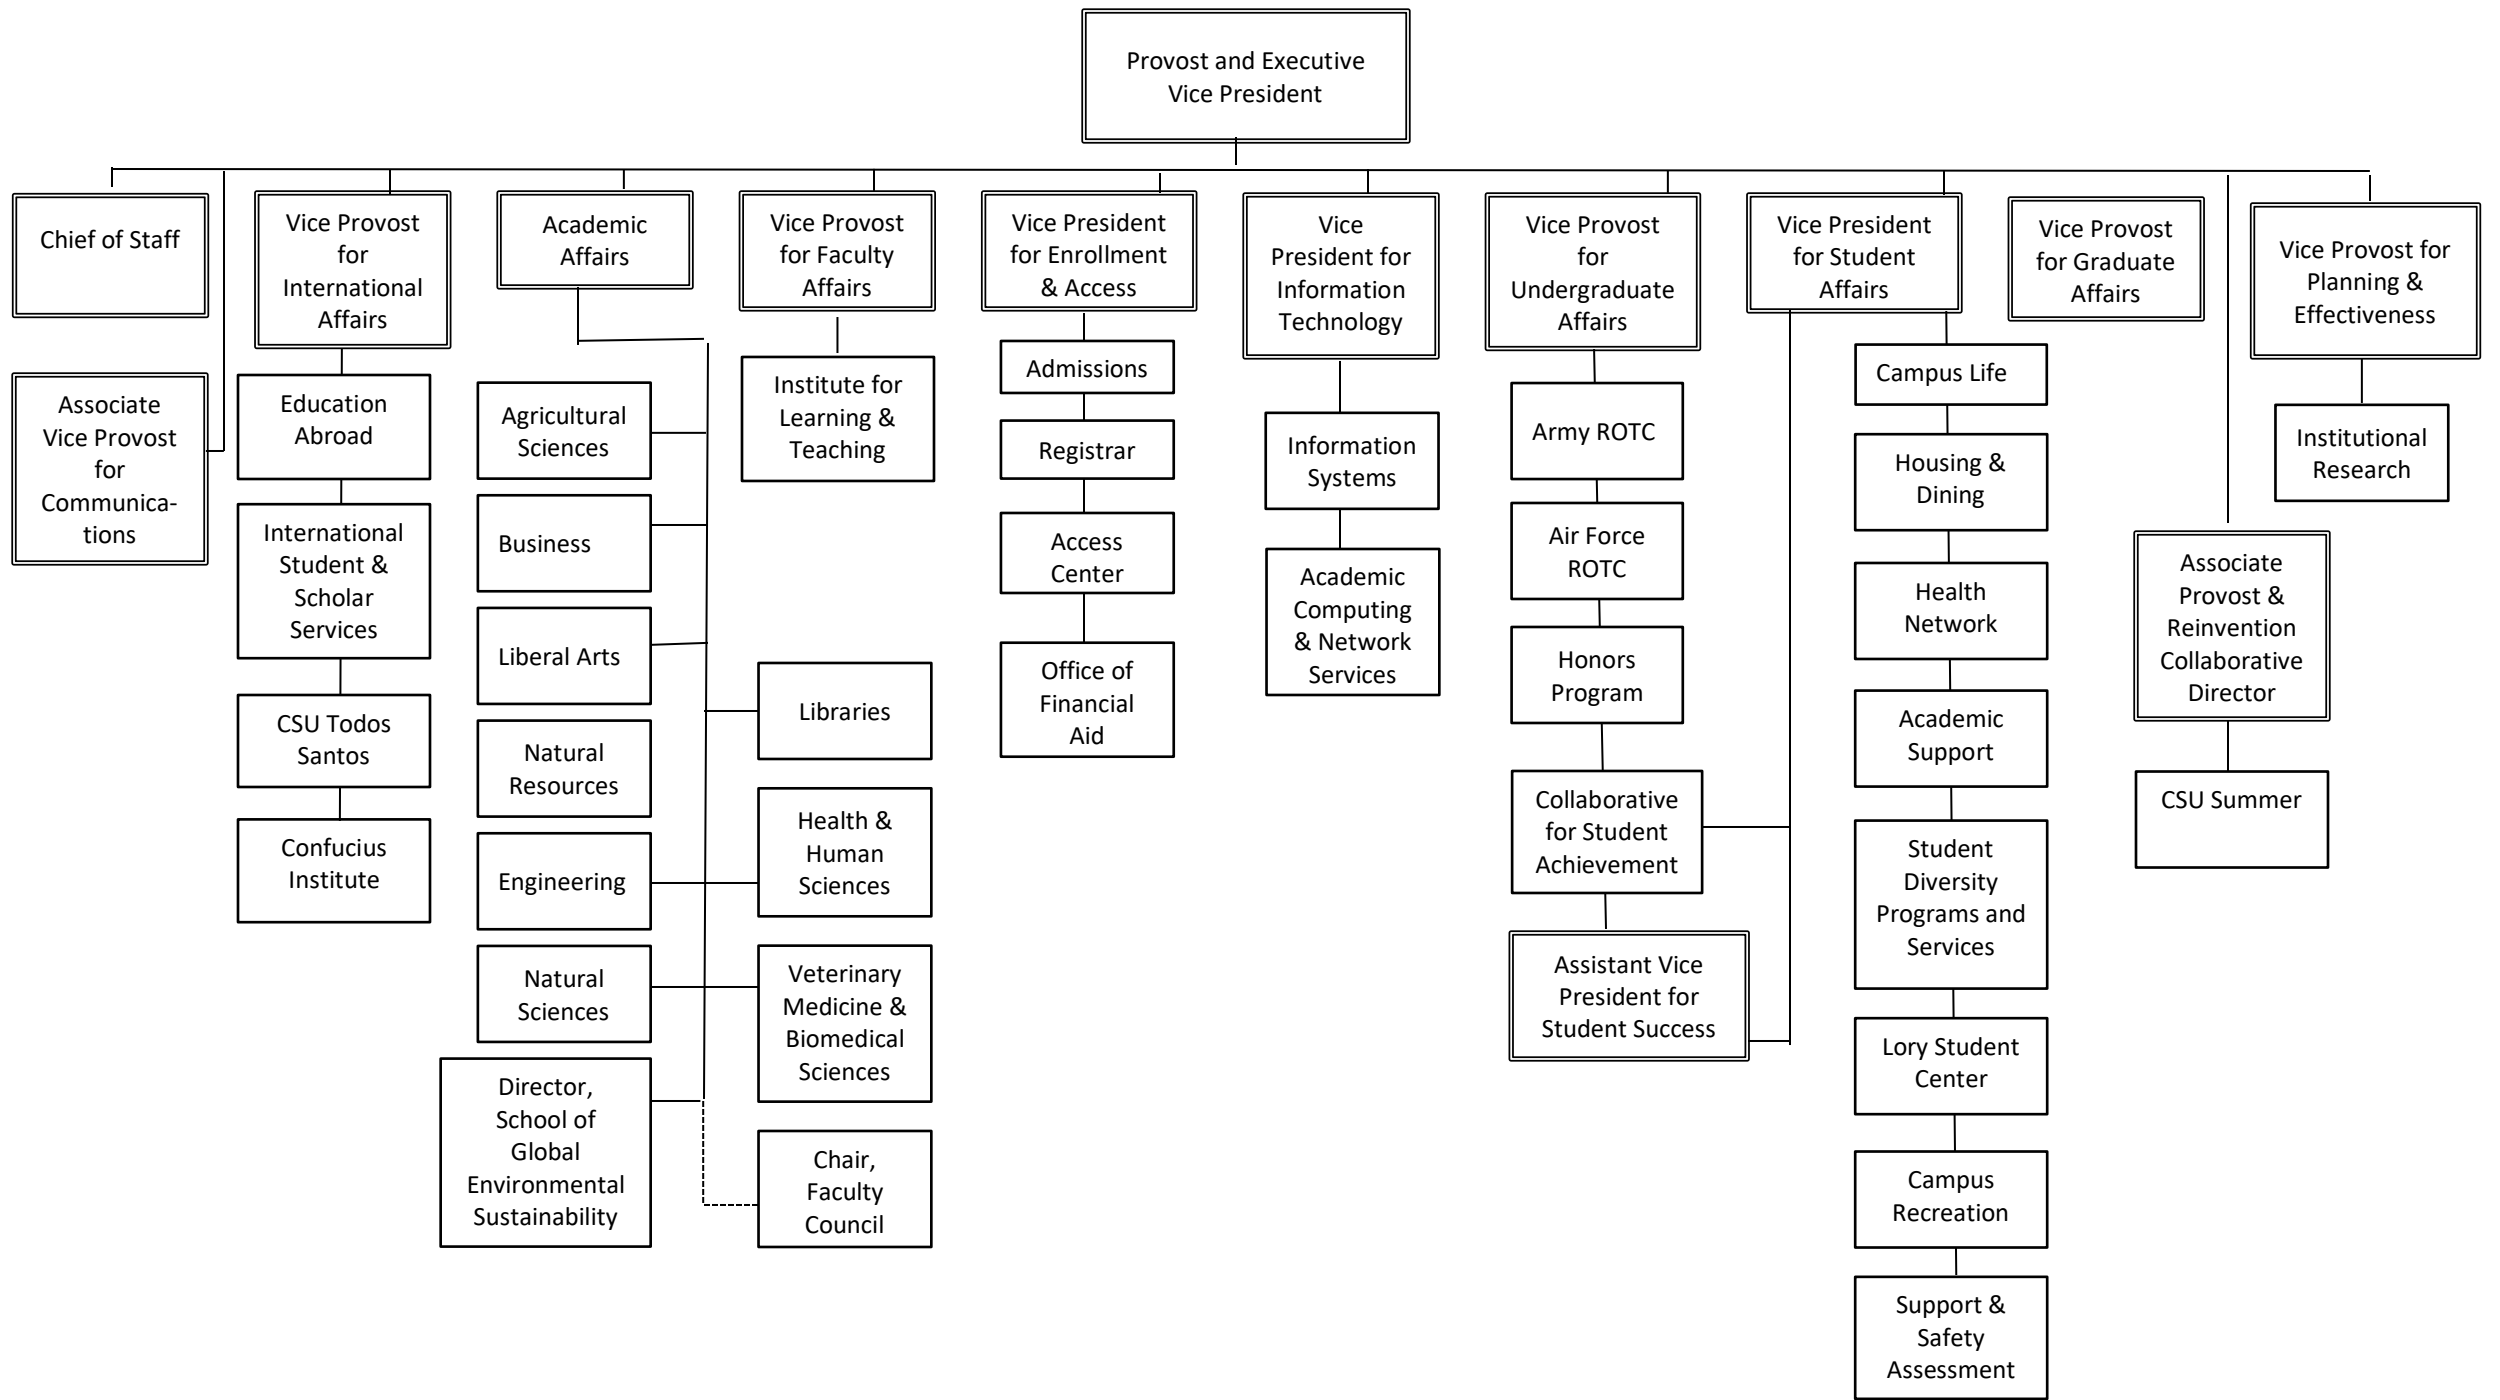 Provost and Executive
Vice President
Chief of Staff
Associate
Vice Provost
for
Communica-
tions
Vice Provost
for
International
Affairs
Education
Abroad
International
Student &
Scholar
Services
CSU Todos
Santos
Confucius
Institute
Academic
Affairs
Agricultural
Sciences
Business
Liberal Arts
Natural
Resources
Engineering
Natural
Sciences
Director,
School of
Global
Environmental
Sustainability
Libraries
Health &
Human
Sciences
Veterinary
Medicine &
Biomedical
Sciences
Chair,
Faculty
Council
Vice Provost
for Faculty
Affairs
Institute for
Learning &
Teaching
Vice President
for Enrollment
& Access
Admissions
Registrar
Access
Center
Office of
Financial
Aid
Vice
President for
Information
Technology
Information
Systems
Academic
Computing
& Network
Services
Vice Provost
for
Undergraduate
Affairs
Army ROTC
Air Force
ROTC
Honors
Program
Collaborative
for Student
Achievement
Assistant Vice
President for
Student Success
Vice President
for Student
Affairs
Campus Life
Housing &
Dining
Health
Network
Academic
Support
Student
Diversity
Programs and
Services
Lory Student
Center
Campus
Recreation
Support &
Safety
Assessment
Vice Provost
for Graduate
Affairs
Associate
Provost &
Reinvention
Collaborative
Director
CSU Summer
Vice Provost for
Planning &
Effectiveness
Institutional
Research